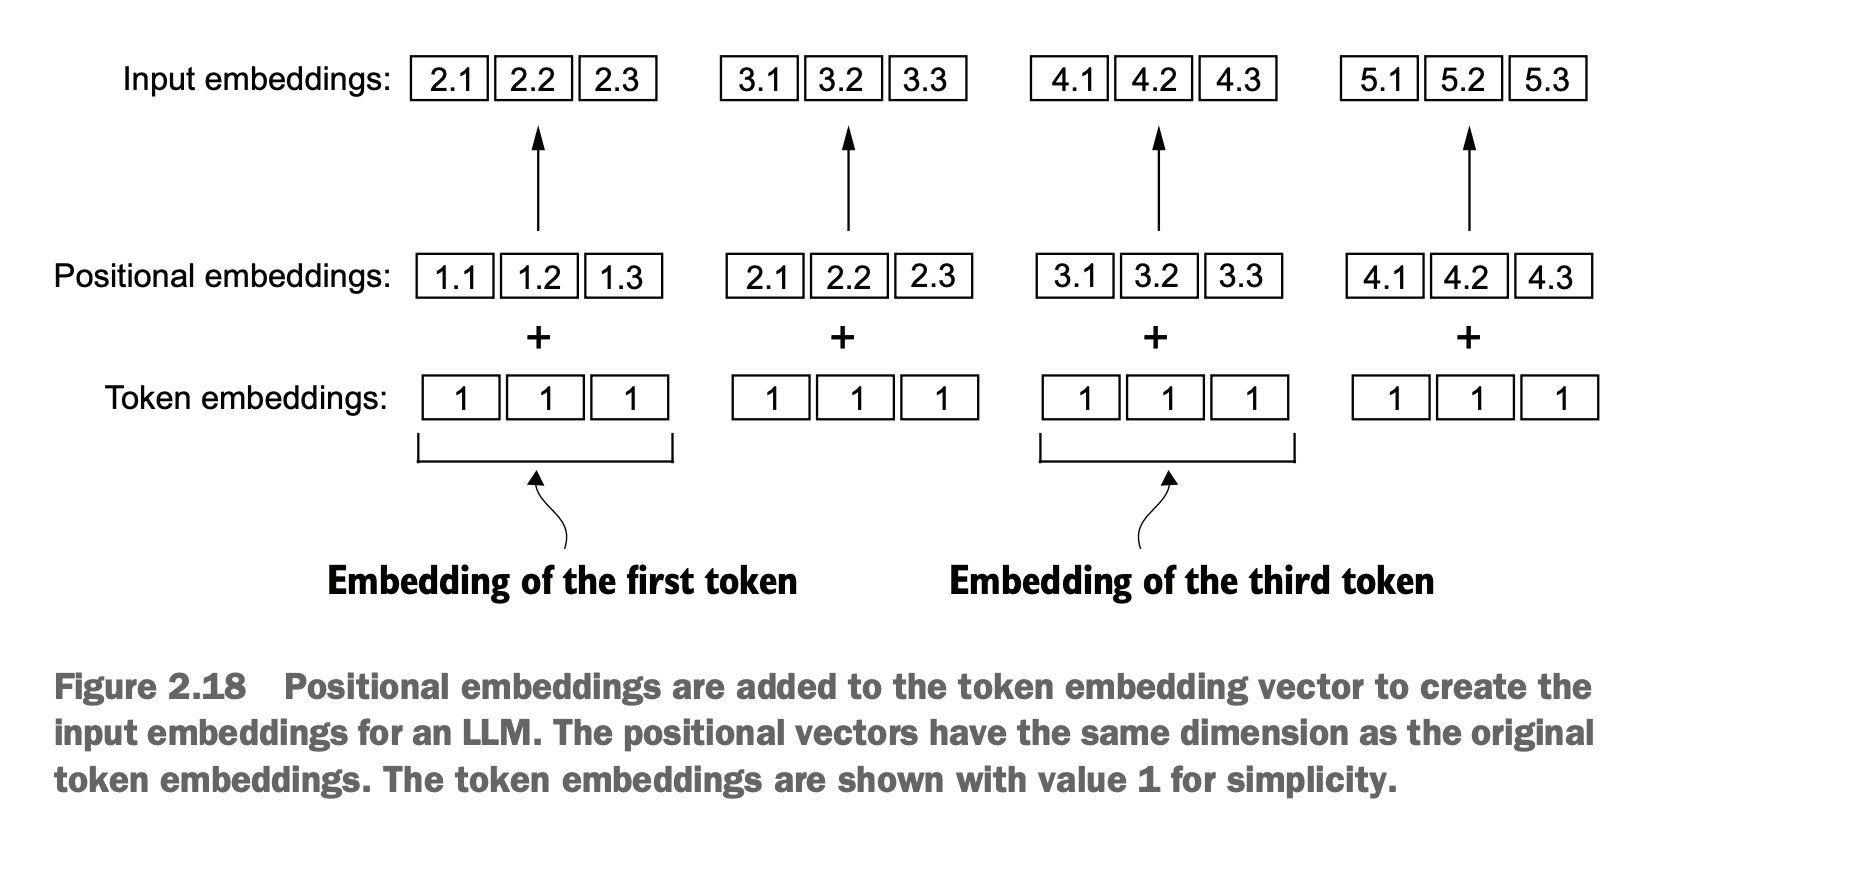 Input embeddings: 2.1 2.2 2.3 3.1 3.2 3.3 4.1 4.2 4.3 5.1 5.2 5.3
Positional embeddings: 1.1 1.2 1.3 2.1 2.2 2.3 3.1 3.2 3.3 4.1 4.2 4.3
+ + + +
Token embeddings: 1 1 1 1 1 1 1 1 1 1 1 1
Embedding of the first token Embedding of the third token
Figure 2.18 Positional embeddings are added to the token embedding vector to create the
input embeddings for an LLM. The positional vectors have the same dimension as the original
token embeddings. The token embeddings are shown with value 1 for simplicity.